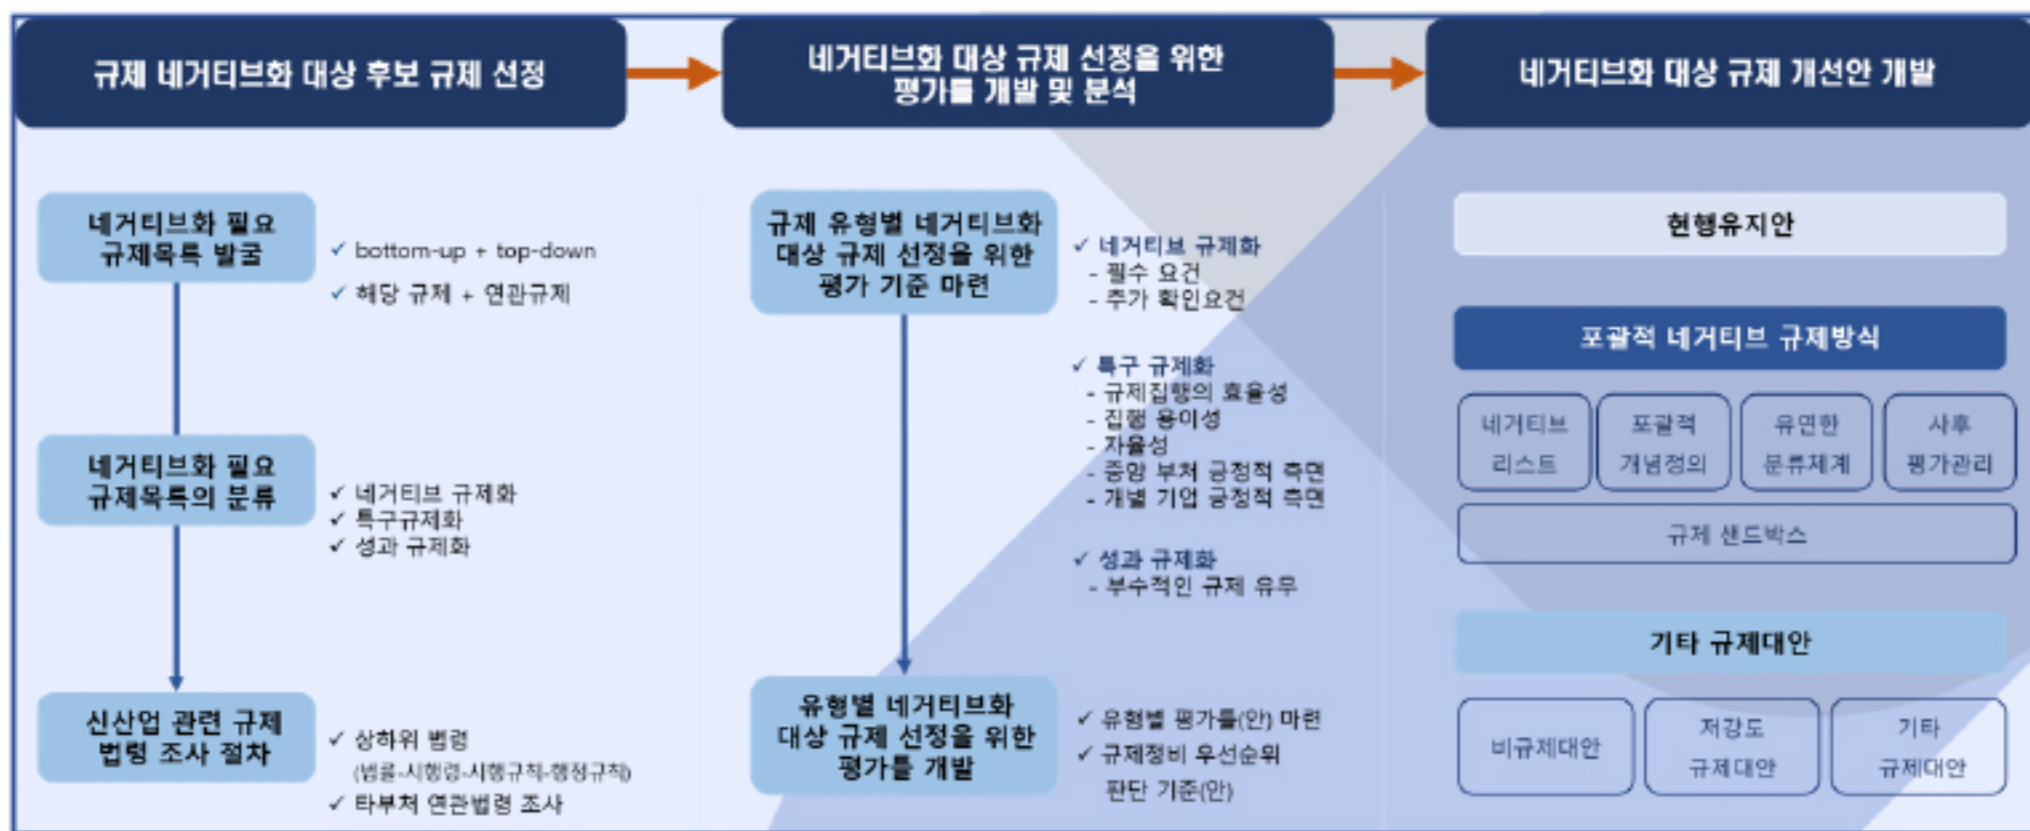 규제 네거티브화 대상 후보 규제 선정
네거티브화 대상 규제 선정을 위한
평가틀 개발 및 분석
네거티브화 대상 규제 개선안 개발
네거티브화 필요
규제목록 발굴
✓ bottom-up + top-down
✓ 해당 규제 + 연관규제
네거티브화 필요
규제목록의 분류
✓ 네거티브 규제화
✓ 특구규제화
✓ 성과 규제화
신산업 관련 규제
법령 조사 절차
✓ 상하위 법령
(법률-시행령-시행규칙-행정규칙)
✓ 타부처 연관법령 조사
규제 유형별 네거티브화
대상 규제 선정을 위한
평가 기준 마련
✓ 네거티브 규제화
- 필수 요건
- 추가 확인요건
✓ 특구 규제화
- 규제집행의 효율성
- 집행 용이성
- 자율성
- 중앙 부처 긍정적 측면
- 개별 기업 긍정적 측면
✓ 성과 규제화
- 부수적인 규제 유무
유형별 네거티브화
대상 규제 선정을 위한
평가틀 개발
✓ 유형별 평가틀(안) 마련
✓ 규제정비 우선순위
판단 기준(안)
현행유지안
포괄적 네거티브 규제방식
네거티브
리스트
포괄적
개념정의
유연한
분류체계
사후
평가관리
규제 샌드박스
기타 규제대안
비규제대안
저강도
규제대안
기타
규제대안